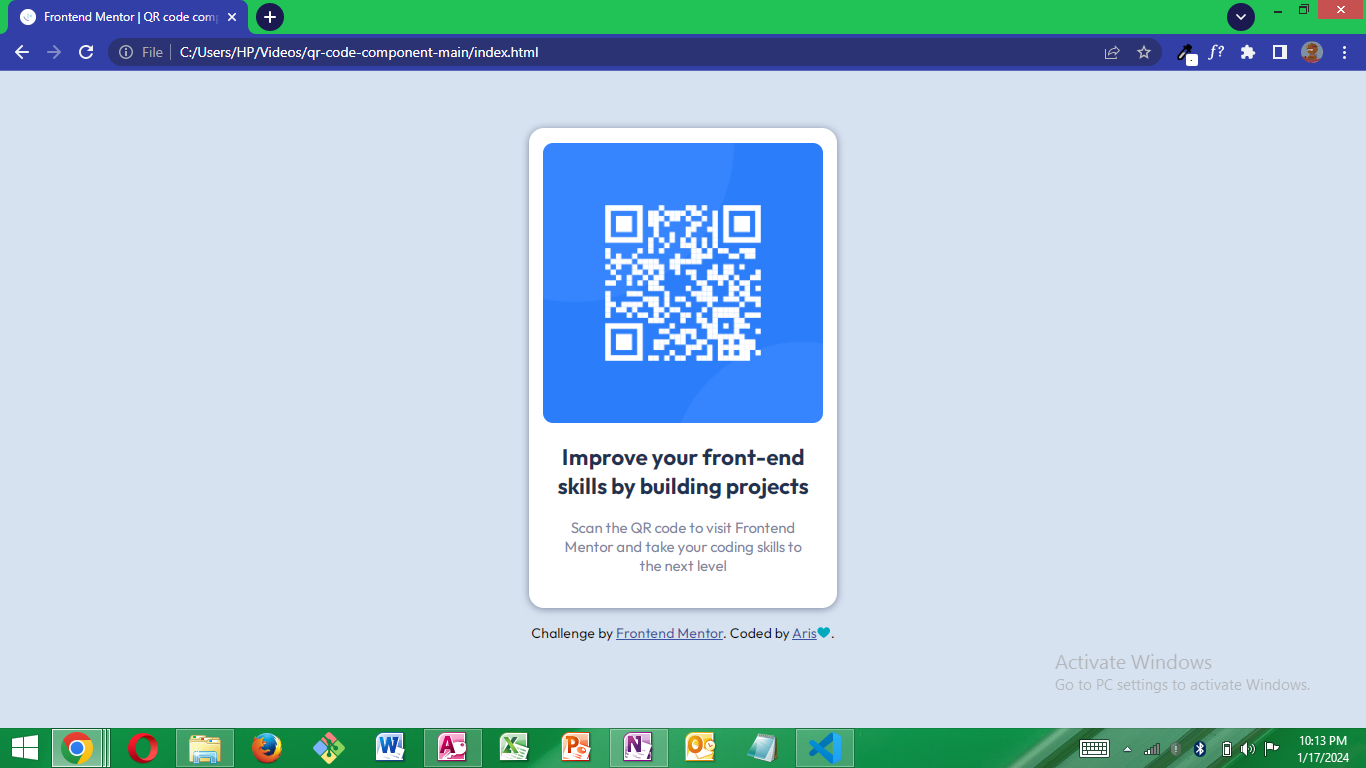 Frontend Mentor | QR code com
File
C:/Users/HP/Videos/qr-code-component-main/index.html
f?
Improve your front-end
skills by building projects
Scan the QR code to visit Frontend
Mentor and take your coding skills to
the next level
Challenge by Frontend Mentor. Coded by Aris🩵.
Activate Windows
Go to PC settings to activate Windows.
10:13 PM
1/17/2024